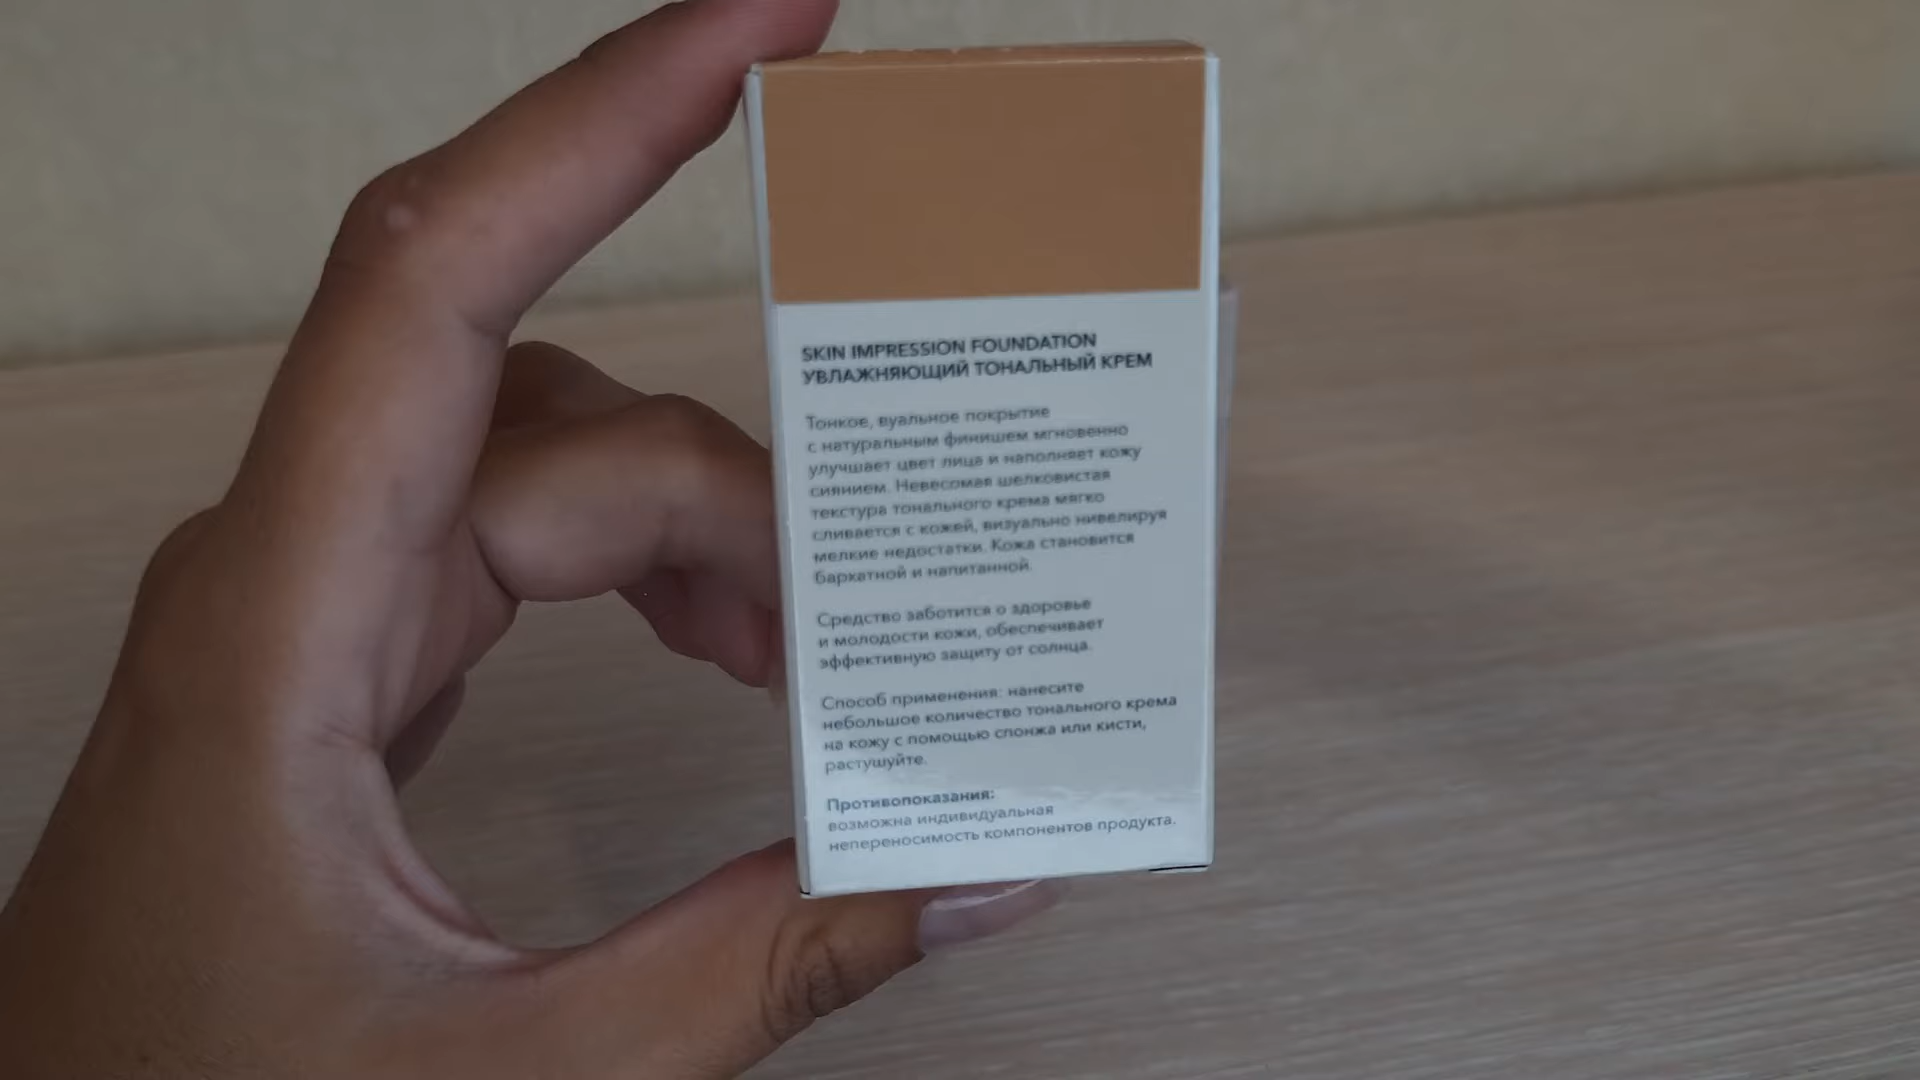 SKIN IMPRESSION FOUNDATION
УВЛАЖНЯЮЩИЙ ТОНАЛЬНЫЙ КРЕМ
Тонкое, вуальное покрытие
с натуральным финишем мгновенно
улучшает цвет лица и наполняет кожу
сиянием. Невесомая шелковистая
текстура тонального крема мягко
сливается с кожей, визуально нивелируя
мелкие недостатки. Кожа становится
бархатной и напитанной.
Средство заботится о здоровье
и молодости кожи, обеспечивает
эффективную защиту от солнца.
Способ применения: нанесите
небольшое количество тонального крема
на кожу с помощью спонжа или кисти,
растушуйте.
Противопоказания:
возможна индивидуальная
непереносимость компонентов продукта.